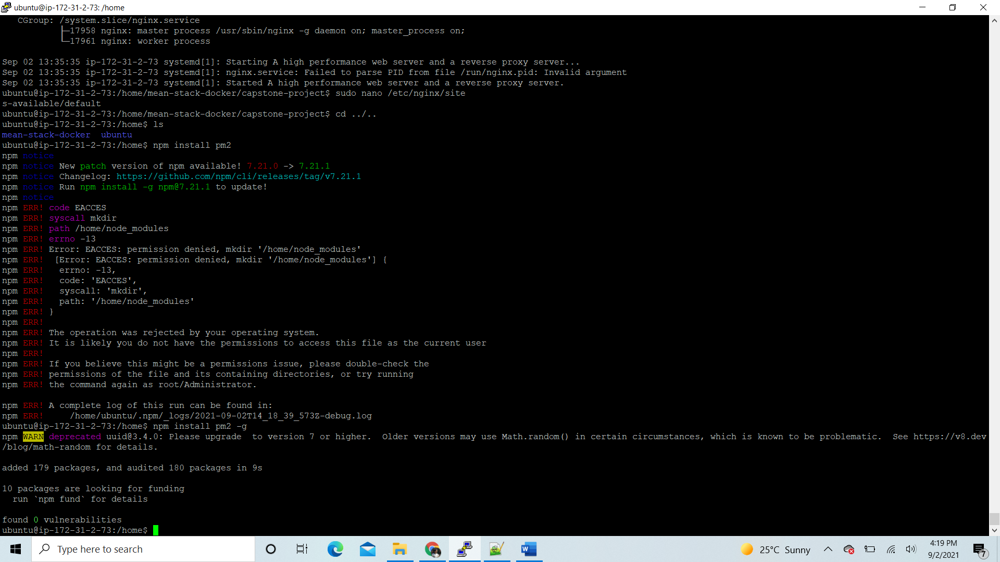 ubuntu@ip-172-31-2-73: /home
CGroup: /system.slice/nginx.service
├─17958 nginx: master process /usr/sbin/nginx -g daemon on; master_process on;
└─17961 nginx: worker process
Sep 02 13:35:35 ip-172-31-2-73 systemd[1]: Starting A high performance web server and a reverse proxy server...
Sep 02 13:35:35 ip-172-31-2-73 systemd[1]: nginx.service: Failed to parse PID from file /run/nginx.pid: Invalid argument
Sep 02 13:35:35 ip-172-31-2-73 systemd[1]: Started A high performance web server and a reverse proxy server.
ubuntu@ip-172-31-2-73:/home/mean-stack-docker/capstone-project$ sudo nano /etc/nginx/site
s-available/default
ubuntu@ip-172-31-2-73:/home/mean-stack-docker/capstone-project$ cd ../..
ubuntu@ip-172-31-2-73:/home$ ls
mean-stack-docker  ubuntu
ubuntu@ip-172-31-2-73:/home$ npm install pm2
npm notice
npm notice New patch version of npm available! 7.21.0 -> 7.21.1
npm notice Changelog: https://github.com/npm/cli/releases/tag/v7.21.1
npm notice Run npm install -g npm@7.21.1 to update!
npm notice
npm ERR! code EACCES
npm ERR! syscall mkdir
npm ERR! path /home/node_modules
npm ERR! errno -13
npm ERR! Error: EACCES: permission denied, mkdir '/home/node_modules'
npm ERR!  [Error: EACCES: permission denied, mkdir '/home/node_modules'] {
npm ERR!   errno: -13,
npm ERR!   code: 'EACCES',
npm ERR!   syscall: 'mkdir',
npm ERR!   path: '/home/node_modules'
npm ERR! }
npm ERR!
npm ERR! The operation was rejected by your operating system.
npm ERR! It is likely you do not have the permissions to access this file as the current user
npm ERR!
npm ERR! If you believe this might be a permissions issue, please double-check the
npm ERR! permissions of the file and its containing directories, or try running
npm ERR! the command again as root/Administrator.
npm ERR! A complete log of this run can be found in:
npm ERR!     /home/ubuntu/.npm/_logs/2021-09-02T14_18_39_573Z-debug.log
ubuntu@ip-172-31-2-73:/home$ npm install pm2 -g
npm WARN deprecated uuid@3.4.0: Please upgrade  to version 7 or higher.  Older versions may use Math.random() in certain circumstances, which is known to be problematic.  See https://v8.dev
/blog/math-random for details.
added 179 packages, and audited 180 packages in 9s
10 packages are looking for funding
  run `npm fund` for details
found 0 vulnerabilities
ubuntu@ip-172-31-2-73:/home$
Type here to search
W
25°C Sunny
4:19 PM
9/2/2021
7